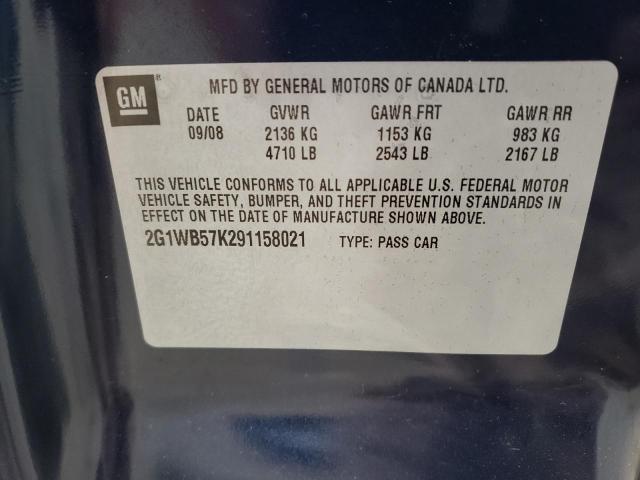 GM ®
MFD BY GENERAL MOTORS OF CANADA LTD.
DATE GVWR GAWR FRT GAWR RR
09/08 2136 KG 1153 KG 983 KG
4710 LB 2543 LB 2167 LB
THIS VEHICLE CONFORMS TO ALL APPLICABLE U.S. FEDERAL MOTOR
VEHICLE SAFETY, BUMPER, AND THEFT PREVENTION STANDARDS IN
EFFECT ON THE DATE OF MANUFACTURE SHOWN ABOVE.
2G1WB57K291158021 TYPE: PASS CAR